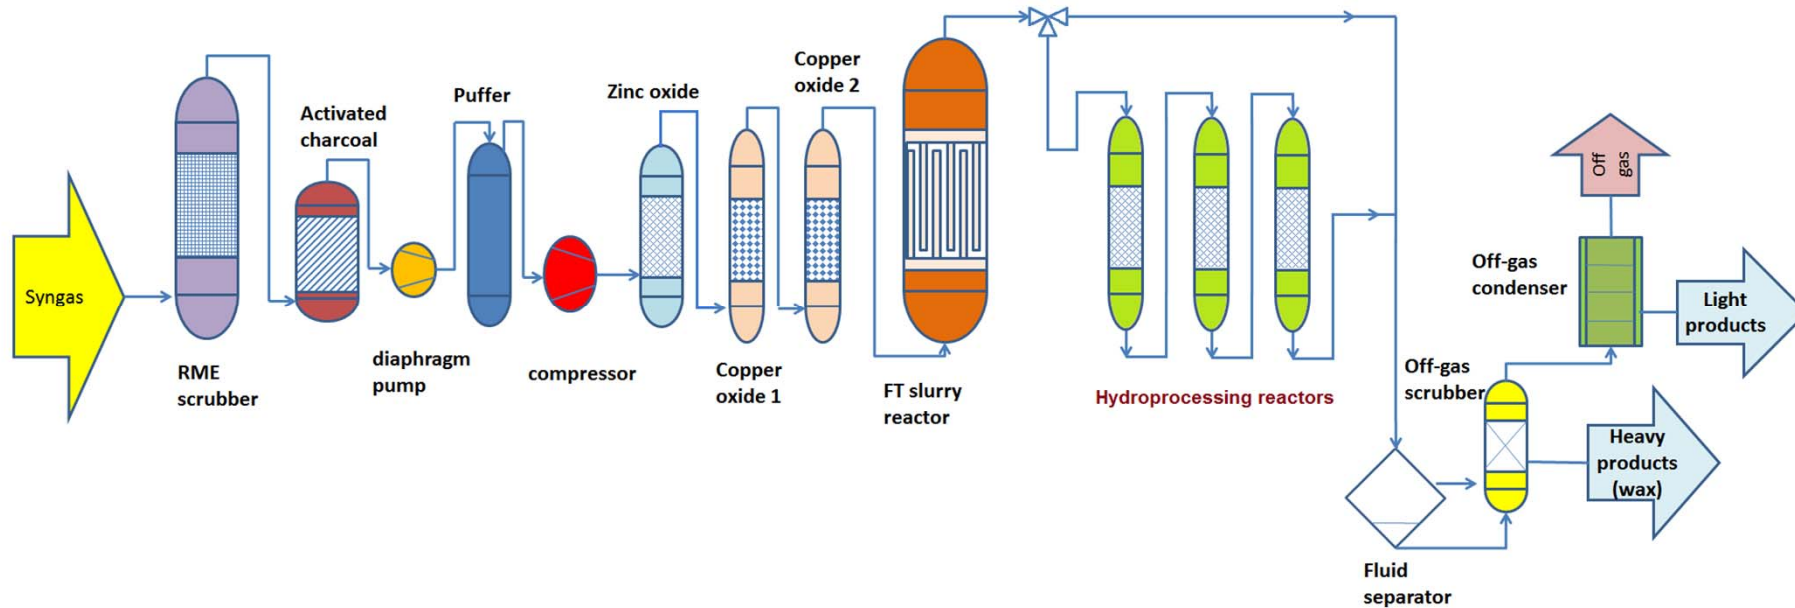 Syngas
RME
scrubber
Activated
charcoal
diaphragm
pump
Puffer
compressor
Zinc oxide
Copper
oxide 1
Copper
oxide 2
FT slurry
reactor
Hydroprocessing reactors
Fluid
separator
Off-gas
scrubber
Heavy
products
(wax)
Off-gas
condenser
Light
products
Off
gas